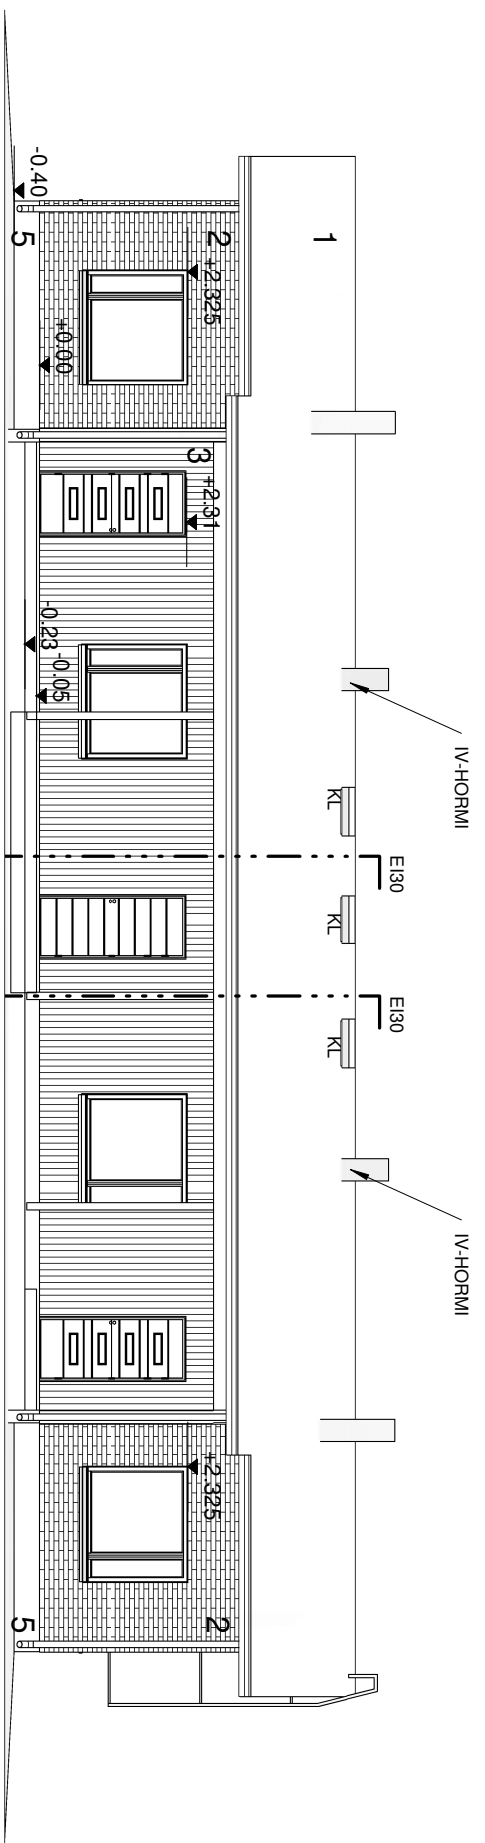 IV-HORMI
IV-HORMI
EI30
EI30
KL
KL
KL
1
2
+2.325
+2.31
3
+2.325
2
+0.00
-0.05
-0.23
-0.40
5
5